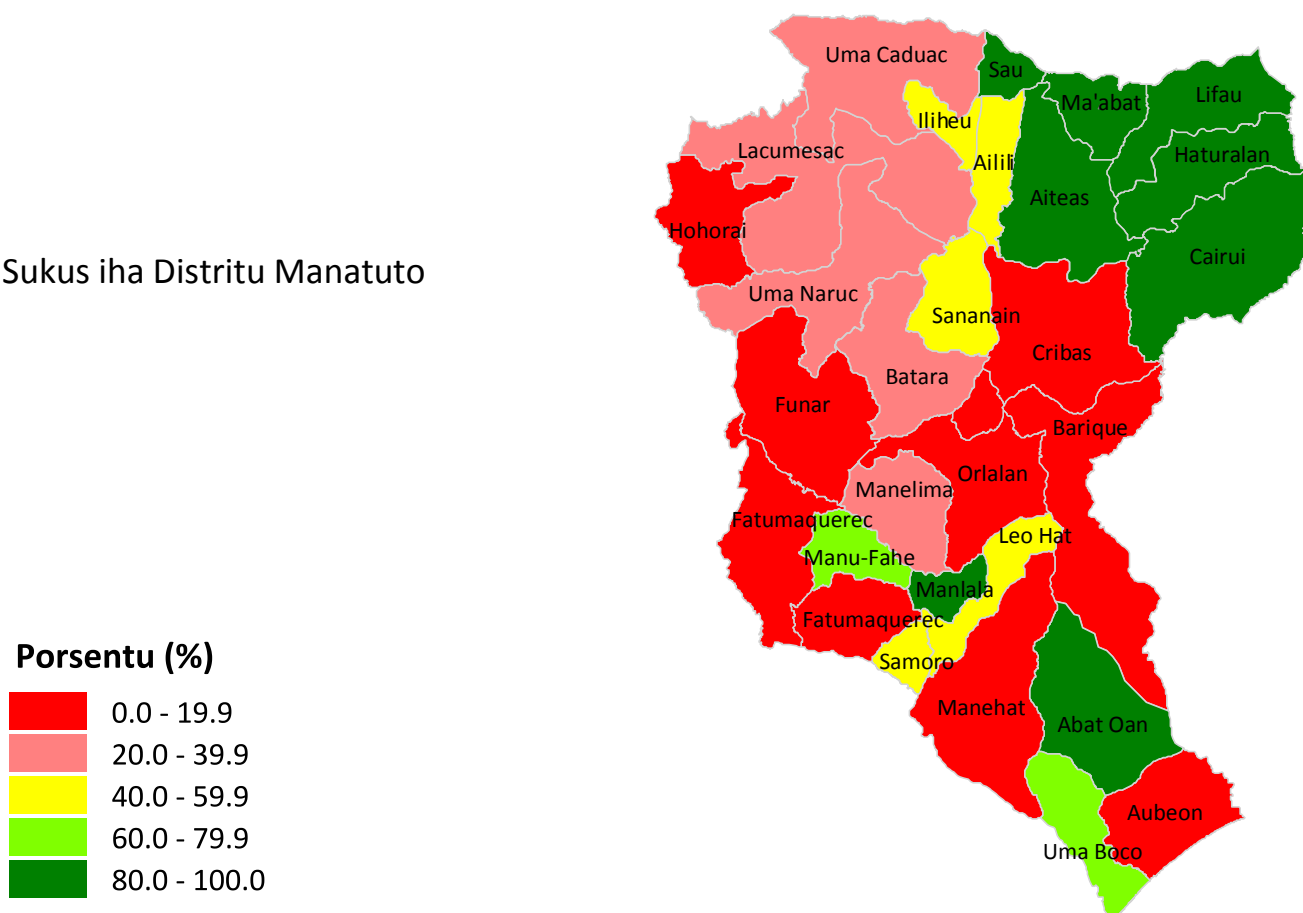 Uma Caduac
Sau
Ma'abat
Lifau
Iliheu
Lacumesac
Ailili
Haturalan
Aiteas
Hohorai
Cairui
Sukus iha Distritu Manatuto
Uma Naruc
Sananain
Cribas
Batara
Funar
Barique
Orlalan
Manelima
Fatumaquerec
Leo Hat
Manu-Fahe
Manlala
Fatumaquerec
Samoro
Porsentu (%)
Manehat
0.0 - 19.9
Abat Oan
20.0 - 39.9
40.0 - 59.9
Aubeon
60.0 - 79.9
Uma Boco
80.0 - 100.0